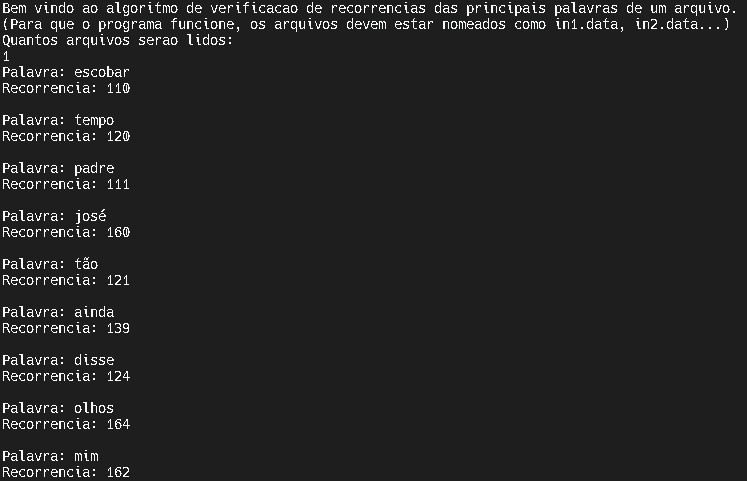 Bem vindo ao algoritmo de verificacao de recorrencias das principais palavras de um arquivo.
(Para que o programa funcione, os arquivos devem estar nomeados como in1.data, in2.data...)
Quantos arquivos serao lidos:
1
Palavra: escobar
Recorrencia: 110
Palavra: tempo
Recorrencia: 120
Palavra: padre
Recorrencia: 111
Palavra: josé
Recorrencia: 160
Palavra: tão
Recorrencia: 121
Palavra: ainda
Recorrencia: 139
Palavra: disse
Recorrencia: 124
Palavra: olhos
Recorrencia: 164
Palavra: mim
Recorrencia: 162